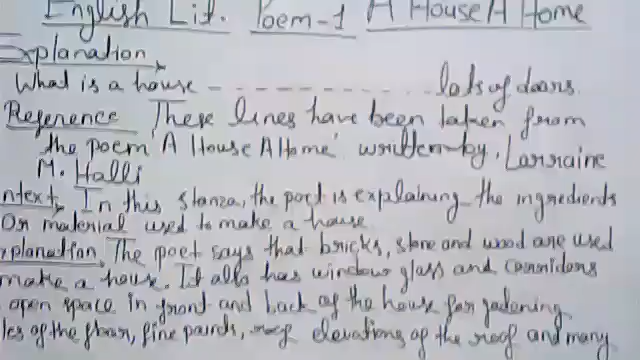 English Lit. Poem-1 A House A Home
Explanation
What is a house - - - - - - - - - - - - - - lots of doors.
Reference These lines have been taken from
the poem 'A House A Home' written by, Lorraine
M. Halli
ntext In this stanza, the poet is explaining the ingredients
Or material used to make a house.
xplanation The poet says that bricks, stone and wood are used
make a house. It also has window glass and corridors
open space in front and back of the house for gardening
les of the floor, elevations of the roof and many